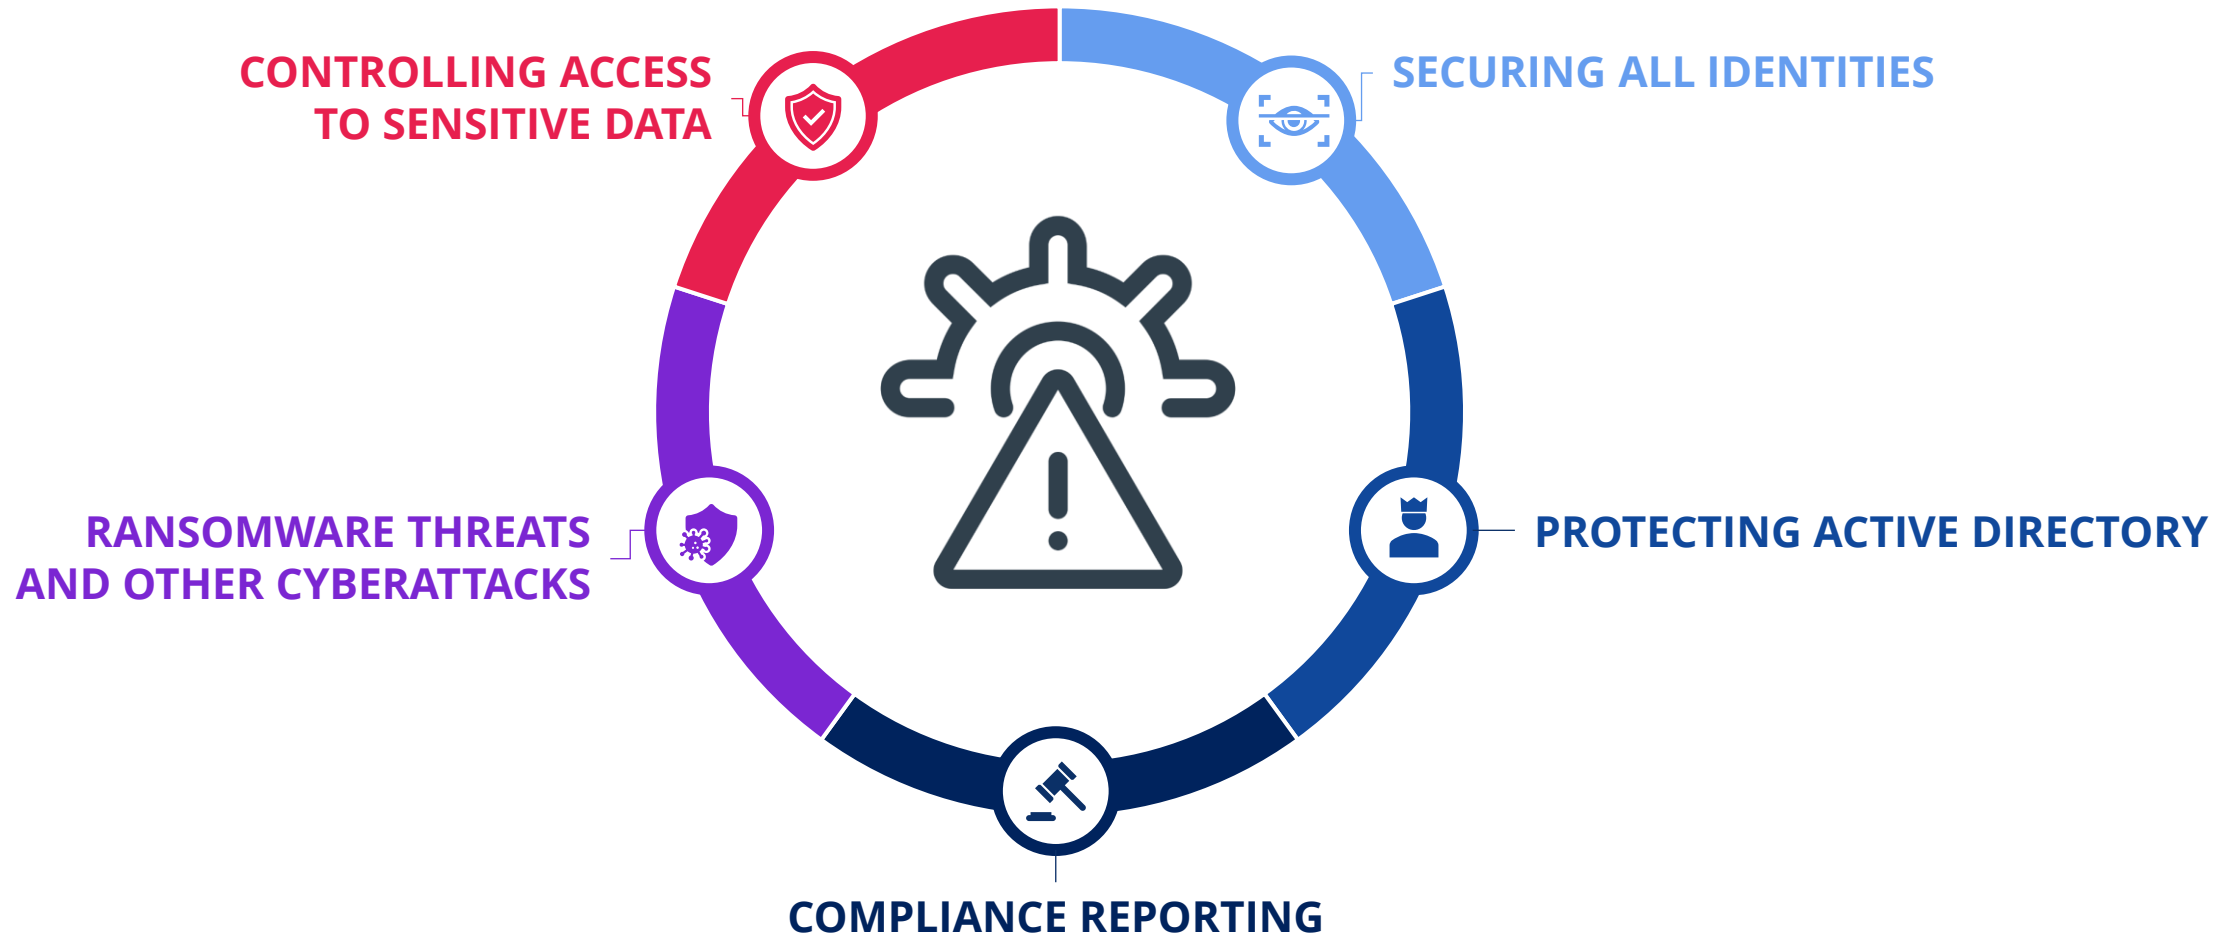 CONTROLLING ACCESS
TO SENSITIVE DATA
SECURING ALL IDENTITIES
RANSOMWARE THREATS
AND OTHER CYBERATTACKS
PROTECTING ACTIVE DIRECTORY
COMPLIANCE REPORTING